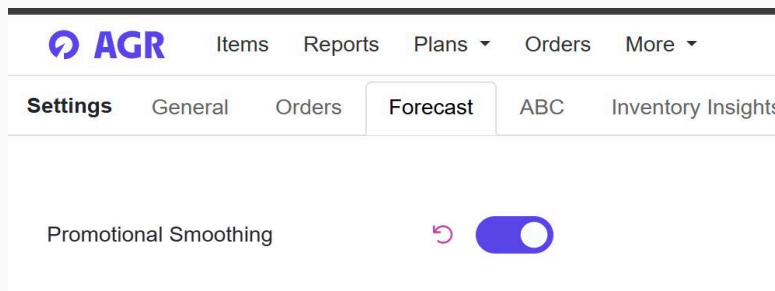 AGR Items Reports Plans Orders More
Settings General Orders Forecast ABC Inventory Insights
Promotional Smoothing